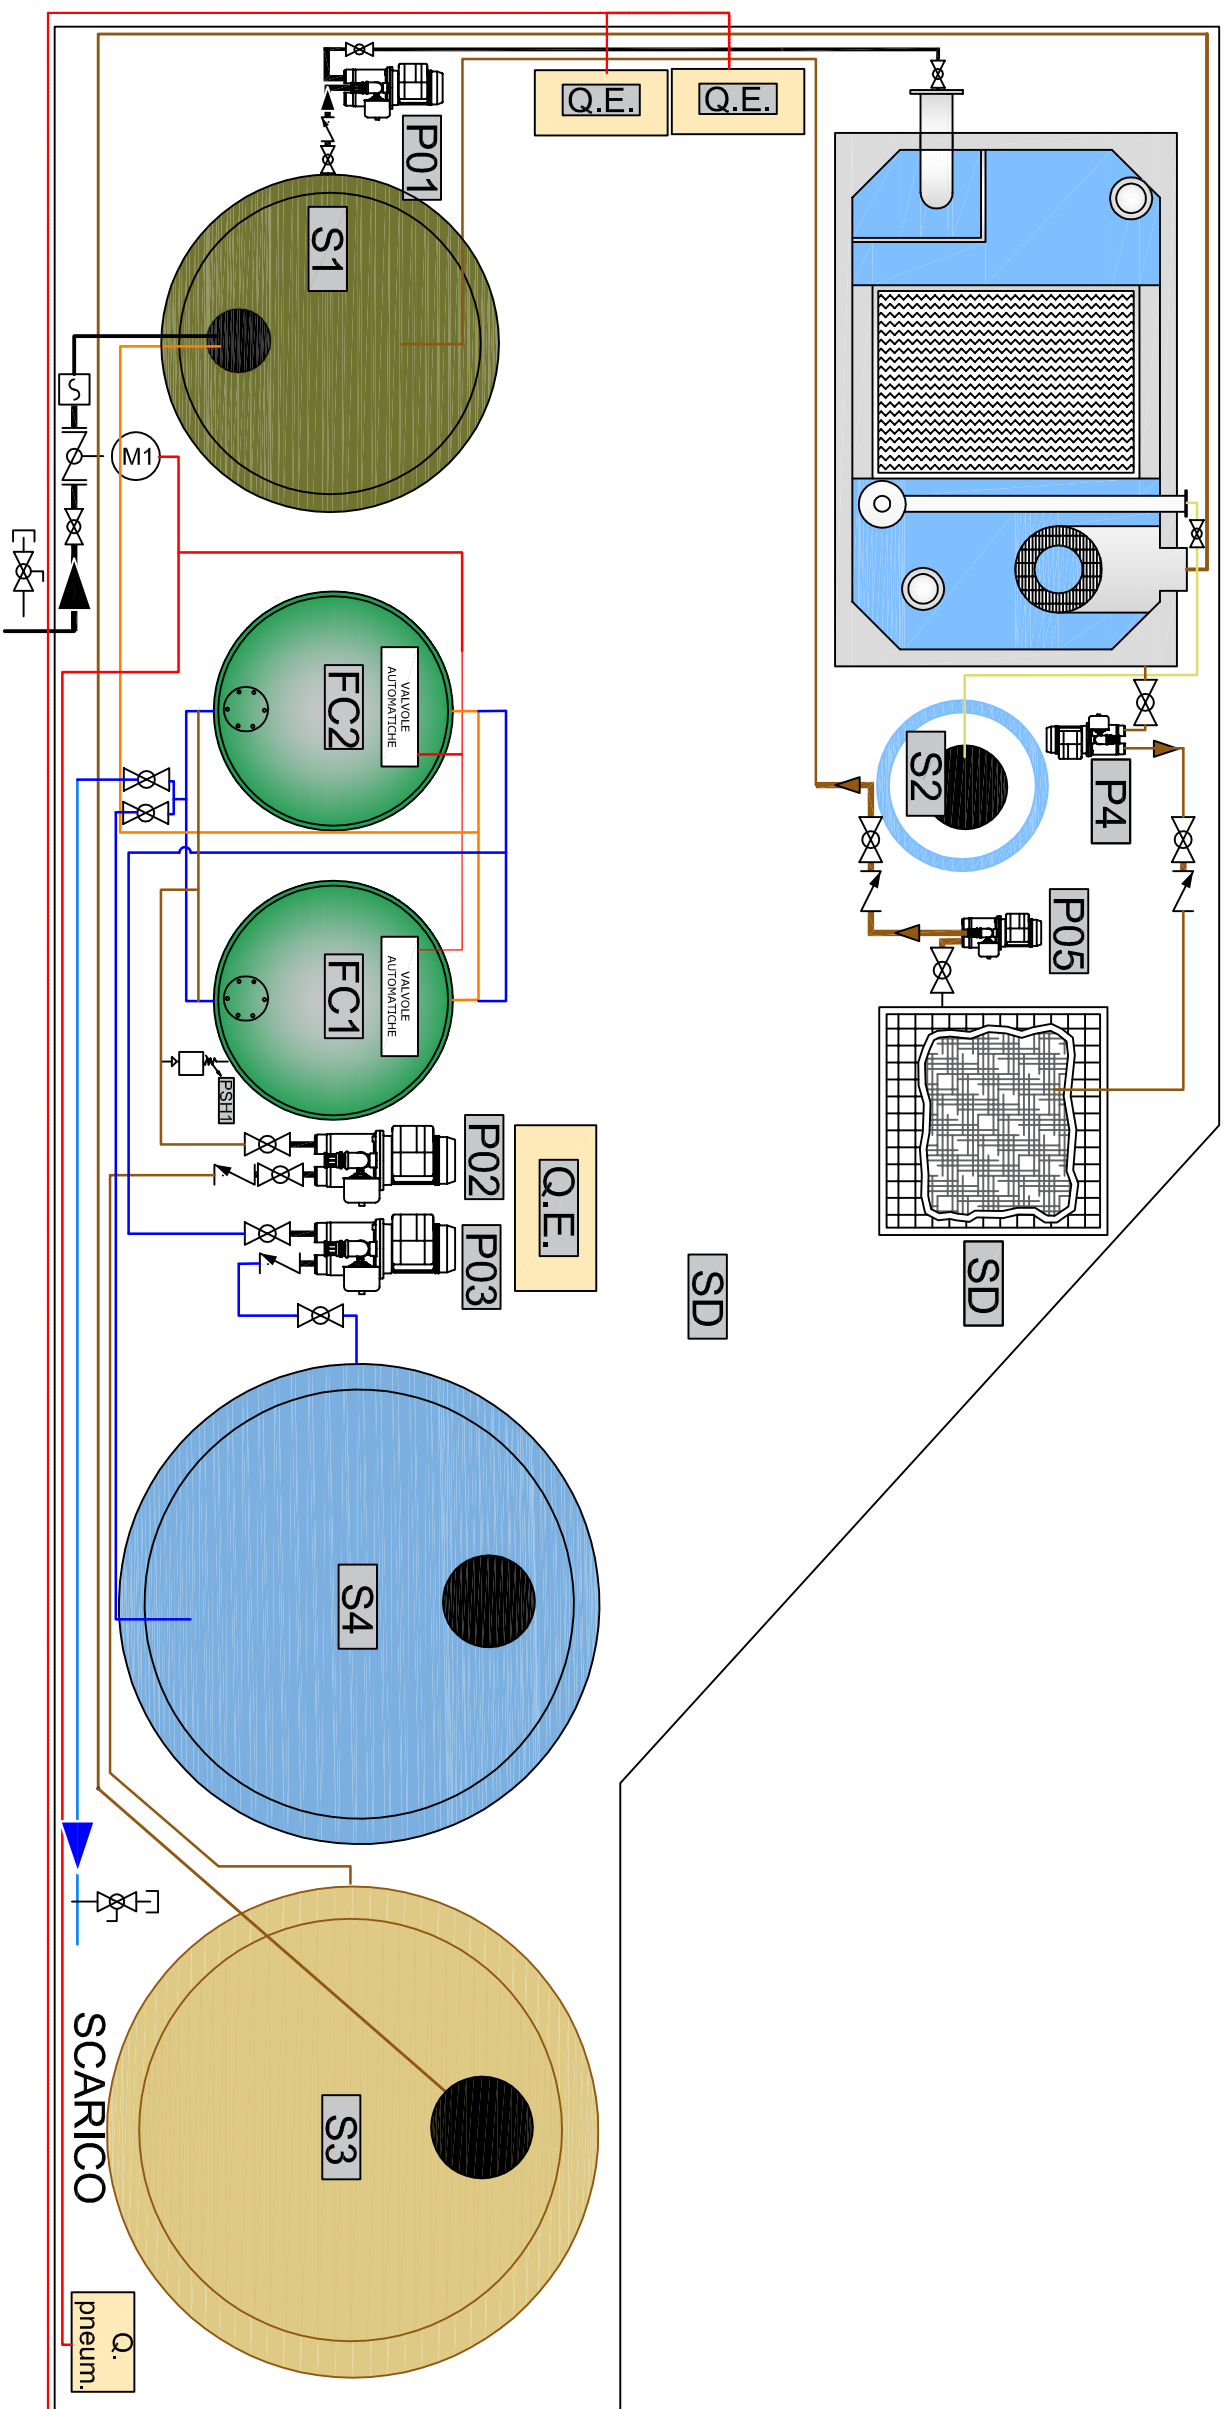 Q.E.
Q.E.
P01
S1
M1
S2
P4
P05
FC2
VALVOLE
AUTOMATICHE
FC1
VALVOLE
AUTOMATICHE
PSH1
P02
Q.E.
P03
SD
SD
S4
S3
SCARICO
Q.
pneum.